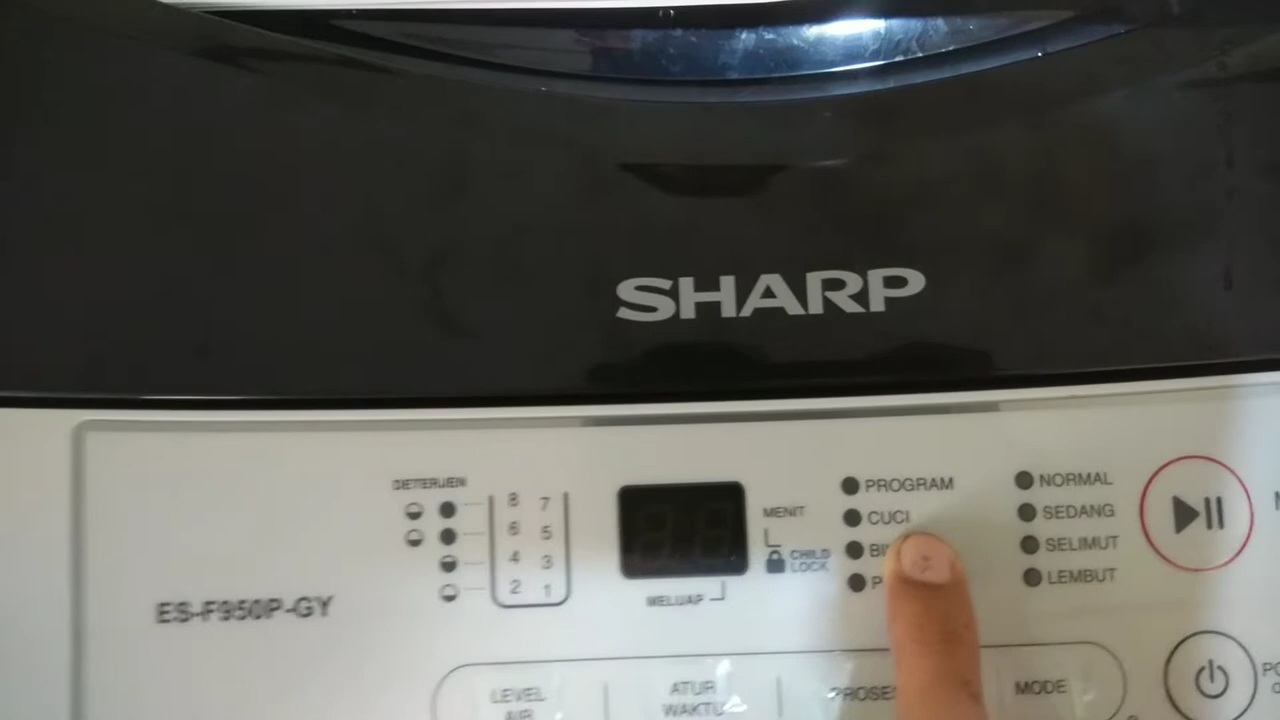 SHARP
DETERJEN
8 7
6 5
4 3
2 1
MENIT
CHILD
LOCK
MELUAP
PROGRAM
CUCI
NORMAL
SEDANG
SELIMUT
LEMBUT
ES-F950P-GY
LEVEL
AIR
ATUR
WAKTU
MODE